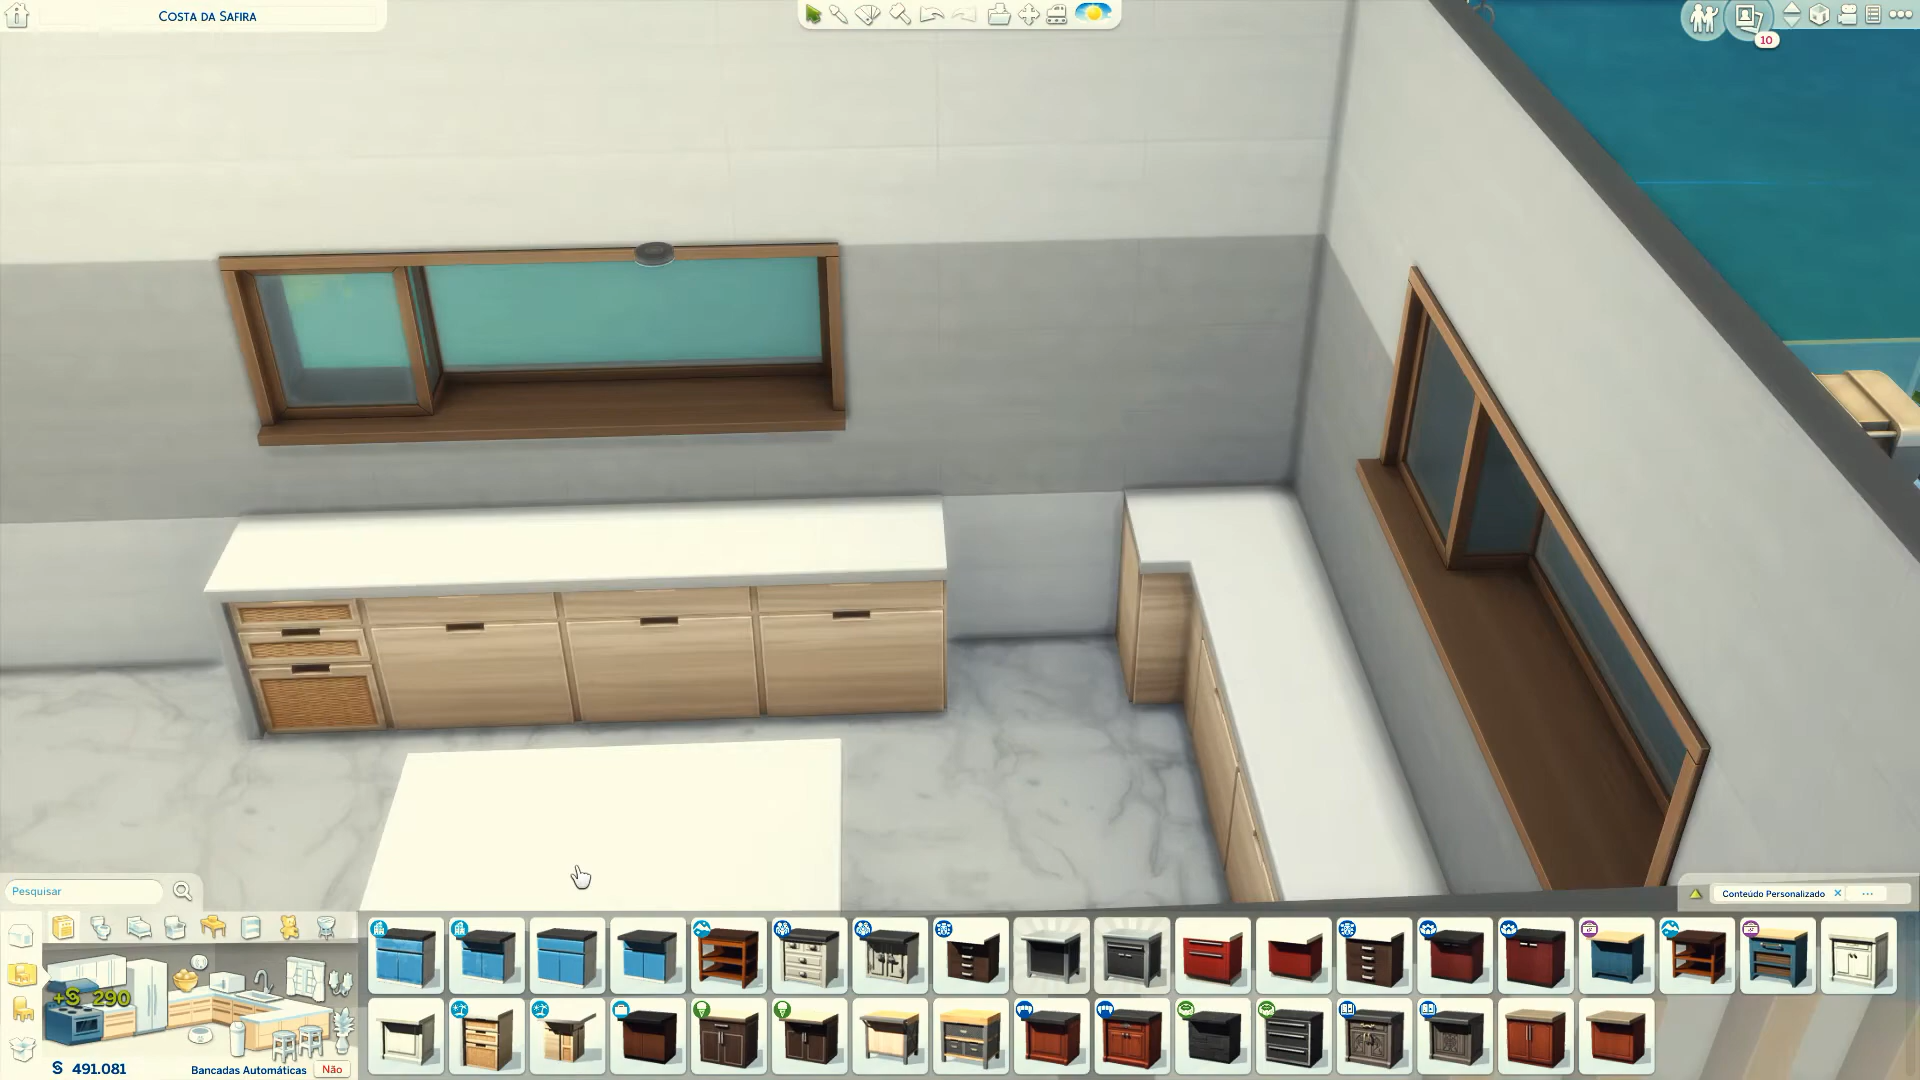 Costa da Safira
10
Pesquisar
Conteúdo Personalizado
+§ 290
§ 491.081
Bancadas Automáticas Não